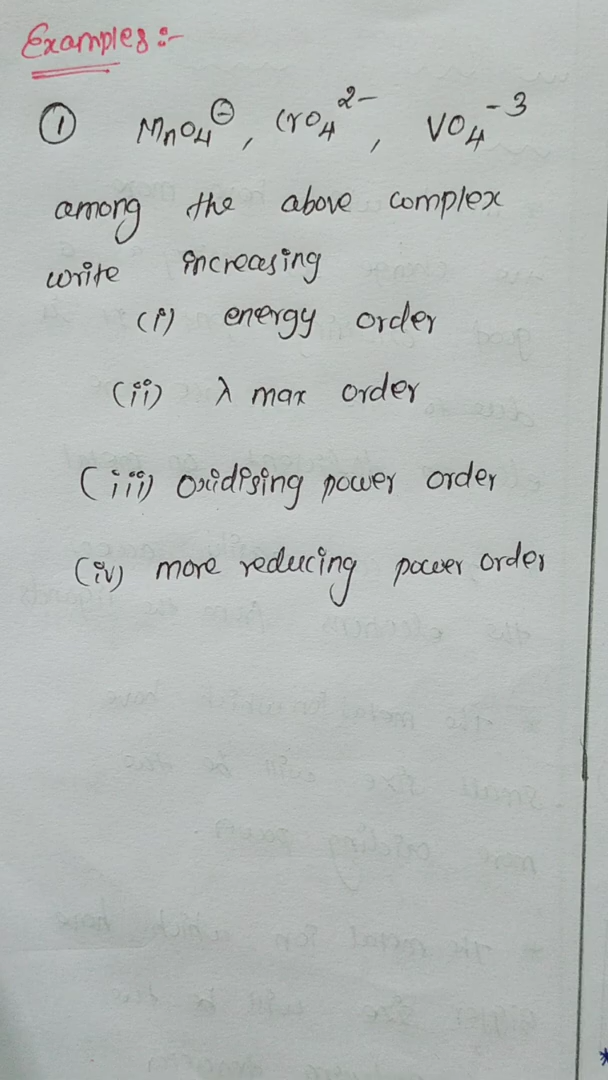 Examples :-
① MnO4⊖, CrO4 2-, VO4 -3
among the above complex
write increasing
(i) energy order
(ii) λ max order
(iii) oxidising power order
(iv) more reducing power order